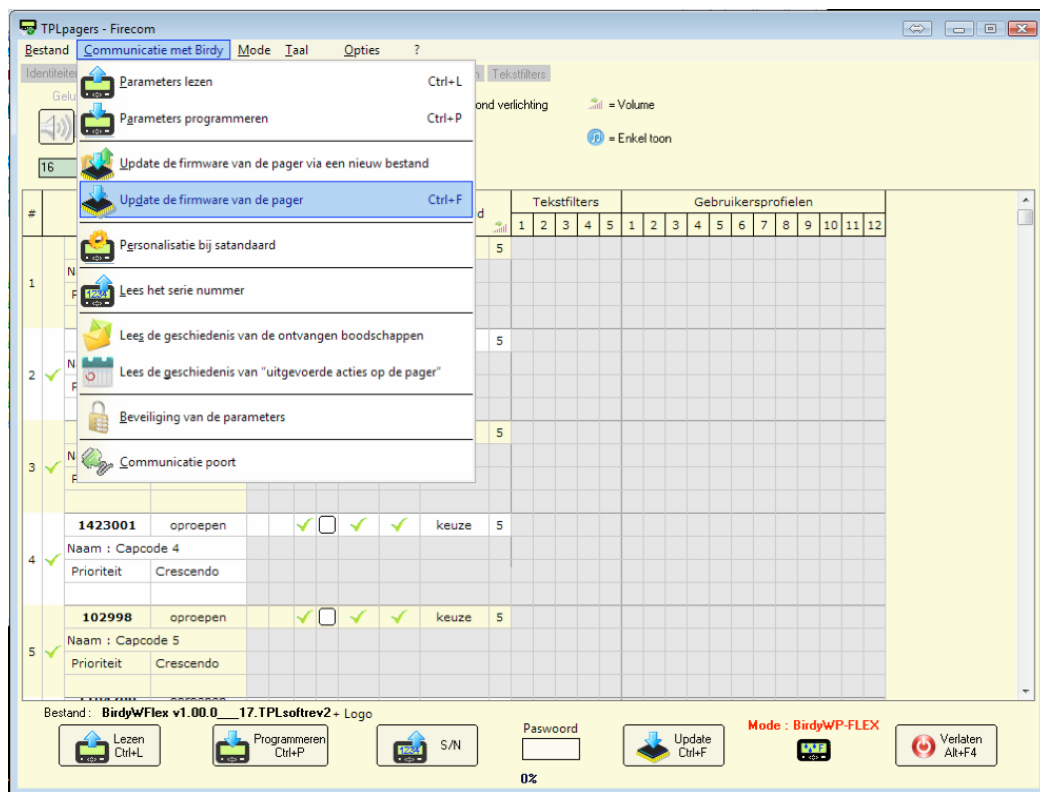 TPLpagers - Firecom
Bestand Communicatie met Birdy Mode Taal Opties ?
Parameters lezen Ctrl+L
Parameters programmeren Ctrl+P
Update de firmware van de pager via een nieuw bestand
Update de firmware van de pager Ctrl+F
Personalisatie bij satandaard
Lees het serie nummer
Lees de geschiedenis van de ontvangen boodschappen
Lees de geschiedenis van "uitgevoerde acties op de pager"
Beveiliging van de parameters
Communicatie poort
Tekstfilters
= Volume
= Enkel toon
16
# Tekstfilters Gebruikersprofielen
1 2 3 4 5 1 2 3 4 5 6 7 8 9 10 11 12
1 5
2 5
3 5
1423001 oproepen keuze 5
Naam : Capcode 4
4
Prioriteit Crescendo
102998 oproepen keuze 5
Naam : Capcode 5
5
Prioriteit Crescendo
Bestand : BirdyWFlex v1.00.0___17.TPLsoftrev2 + Logo
Lezen Ctrl+L
Programmeren Ctrl+P
S/N
Paswoord
Update Ctrl+F
Mode : BirdyWP-FLEX
Verlaten Alt+F4
0%